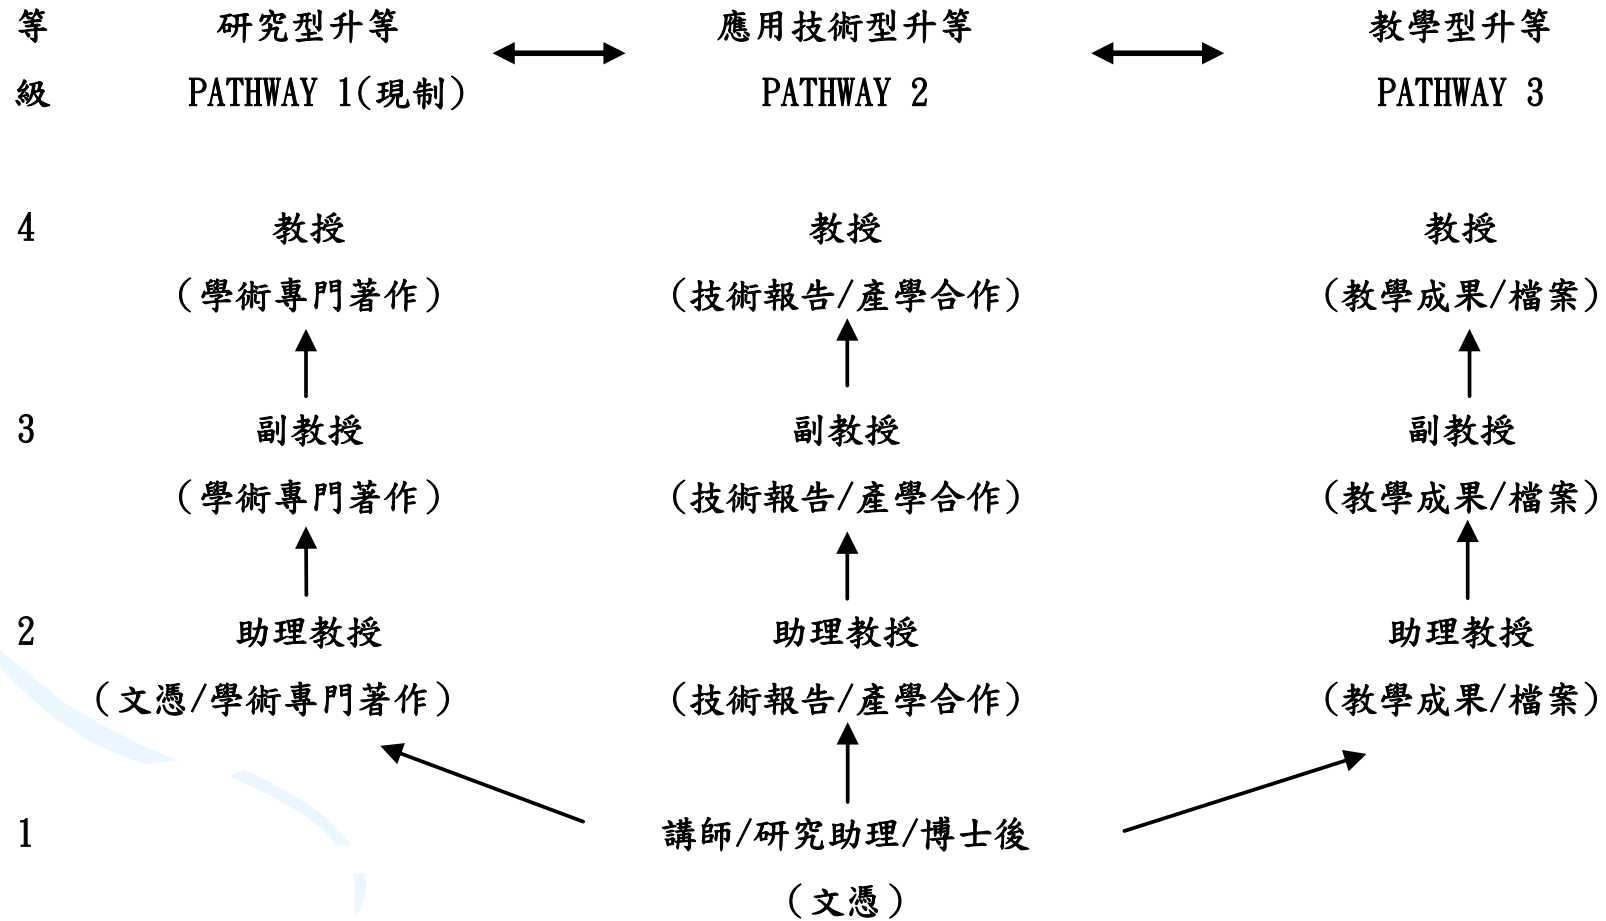 等 研究型升等 應用技術型升等 教學型升等
級 PATHWAY 1(現制) PATHWAY 2 PATHWAY 3
4 教授 教授 教授
(學術專門著作) (技術報告/產學合作) (教學成果/檔案)
3 副教授 副教授 副教授
(學術專門著作) (技術報告/產學合作) (教學成果/檔案)
2 助理教授 助理教授 助理教授
(文憑/學術專門著作) (技術報告/產學合作) (教學成果/檔案)
1 講師/研究助理/博士後
(文憑)